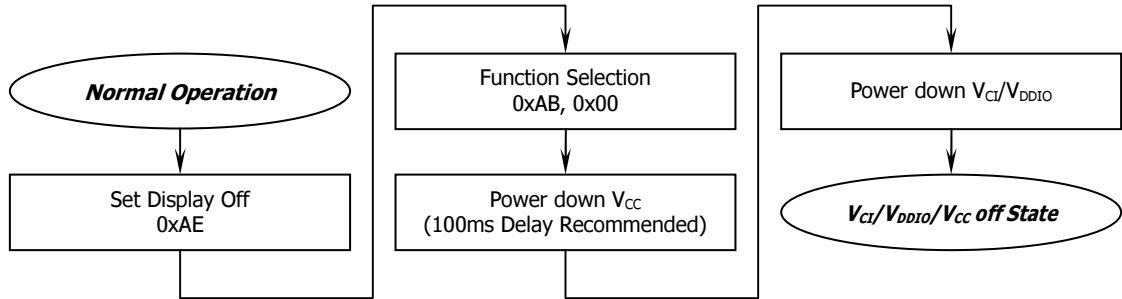 Normal Operation
Set Display Off
0xAE
Function Selection
0xAB, 0x00
Power down VCC
(100ms Delay Recommended)
Power down VCI/VDDIO
VCI/VDDIO/VCC off State